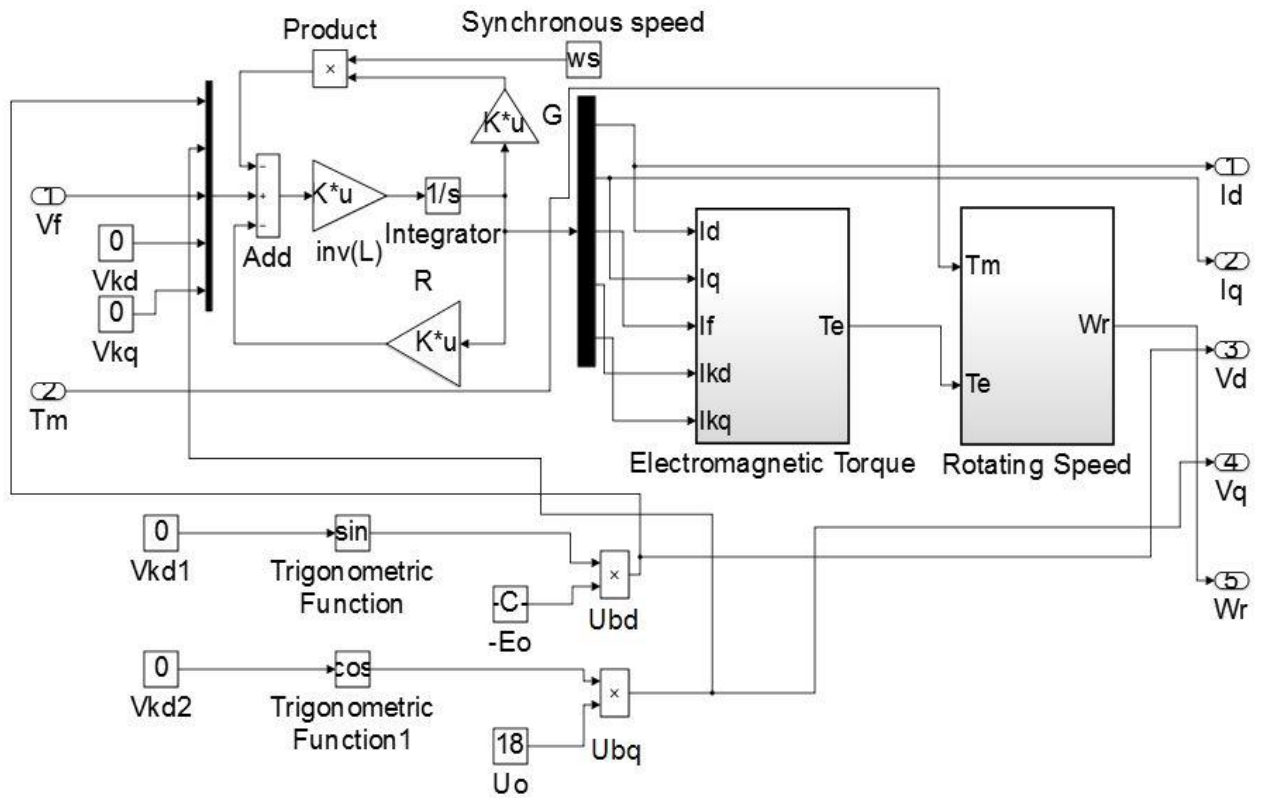 Product
×
Synchronous speed
ws
K*u
G
1
Vf
0
Vkd
0
Vkq
2
Tm
−
+
−
Add
K*u
inv(L)
1/s
Integrator
R
K*u
Id
Iq
If
Ikd
Ikq
Te
Electromagnetic Torque
Tm
Te
Wr
Rotating Speed
1
Id
2
Iq
3
Vd
4
Vq
5
Wr
0
Vkd1
sin
Trigonometric
Function
-C-
-Eo
×
Ubd
0
Vkd2
cos
Trigonometric
Function1
18
Uo
×
Ubq